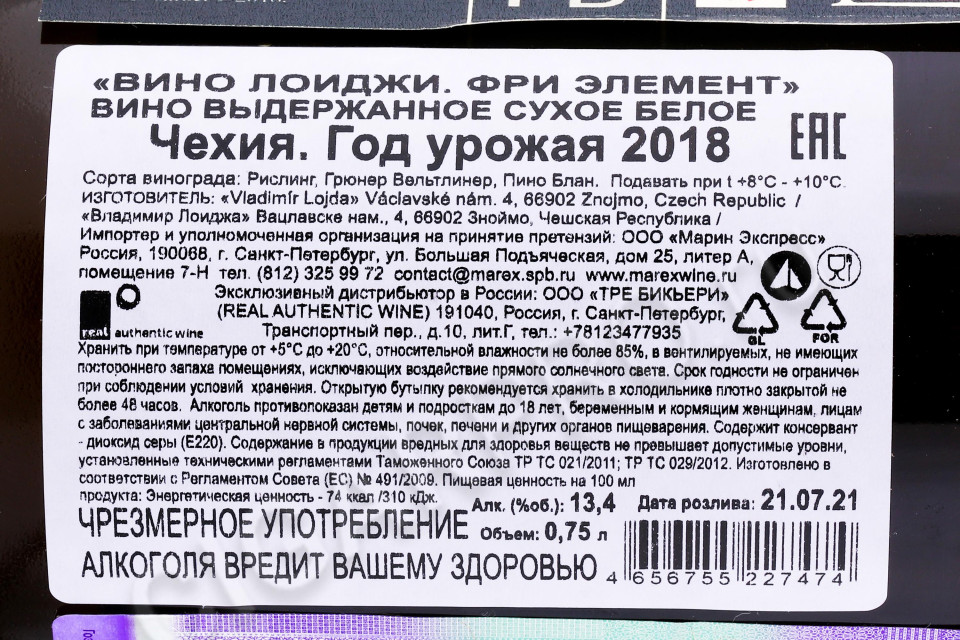 «ВИНО ЛОИДЖИ. ФРИ ЭЛЕМЕНТ»
ВИНО ВЫДЕРЖАННОЕ СУХОЕ БЕЛОЕ
Чехия. Год урожая 2018
EAC
Сорта винограда: Рислинг, Грюнер Вельтлинер, Пино Блан. Подавать при t +8°C - +10°C.
ИЗГОТОВИТЕЛЬ: «Vladimír Lojda» Václavské nám. 4, 66902 Znojmo, Czech Republic /
«Владимир Лоиджа» Вацлавске нам., 4, 66902 Зноймо, Чешская Республика /
Импортер и уполномоченная организация на принятие претензий: ООО «Марин Экспресс»
Россия, 190068, г. Санкт-Петербург, ул. Большая Подъяческая, дом 25, литер А,
помещение 7-Н тел. (812) 325 99 72 contact@marex.spb.ru www.marexwine.ru
Эксклюзивный дистрибьютор в России: ООО «ТРЕ БИКЬЕРИ»
(REAL AUTHENTIC WINE) 191040, Россия, г. Санкт-Петербург,
real authentic wine
Транспортный пер., д.10, лит.Г, тел.: +78123477935
GL
FOR
Хранить при температуре от +5°C до +20°C, относительной влажности не более 85%, в вентилируемых, не имеющих
постороннего запаха помещениях, исключающих воздействие прямого солнечного света. Срок годности не ограничен
при соблюдении условий хранения. Открытую бутылку рекомендуется хранить в холодильнике плотно закрытой не
более 48 часов. Алкоголь противопоказан детям и подросткам до 18 лет, беременным и кормящим женщинам, лицам
с заболеваниями центральной нервной системы, почек, печени и других органов пищеварения. Содержит консервант
- диоксид серы (Е220). Содержание в продукции вредных для здоровья веществ не превышает допустимые уровни,
установленные техническими регламентами Таможенного Союза ТР ТС 021/2011; ТР ТС 029/2012. Изготовлено в
соответствии с Регламентом Совета (ЕС) № 491/2009. Пищевая ценность на 100 мл
продукта: Энергетическая ценность - 74 ккал /310 кДж.
Алк. (%об.): 13,4 Дата розлива: 21.07.21
ЧРЕЗМЕРНОЕ УПОТРЕБЛЕНИЕ
Объем: 0,75 л
АЛКОГОЛЯ ВРЕДИТ ВАШЕМУ ЗДОРОВЬЮ
4 656755 227474